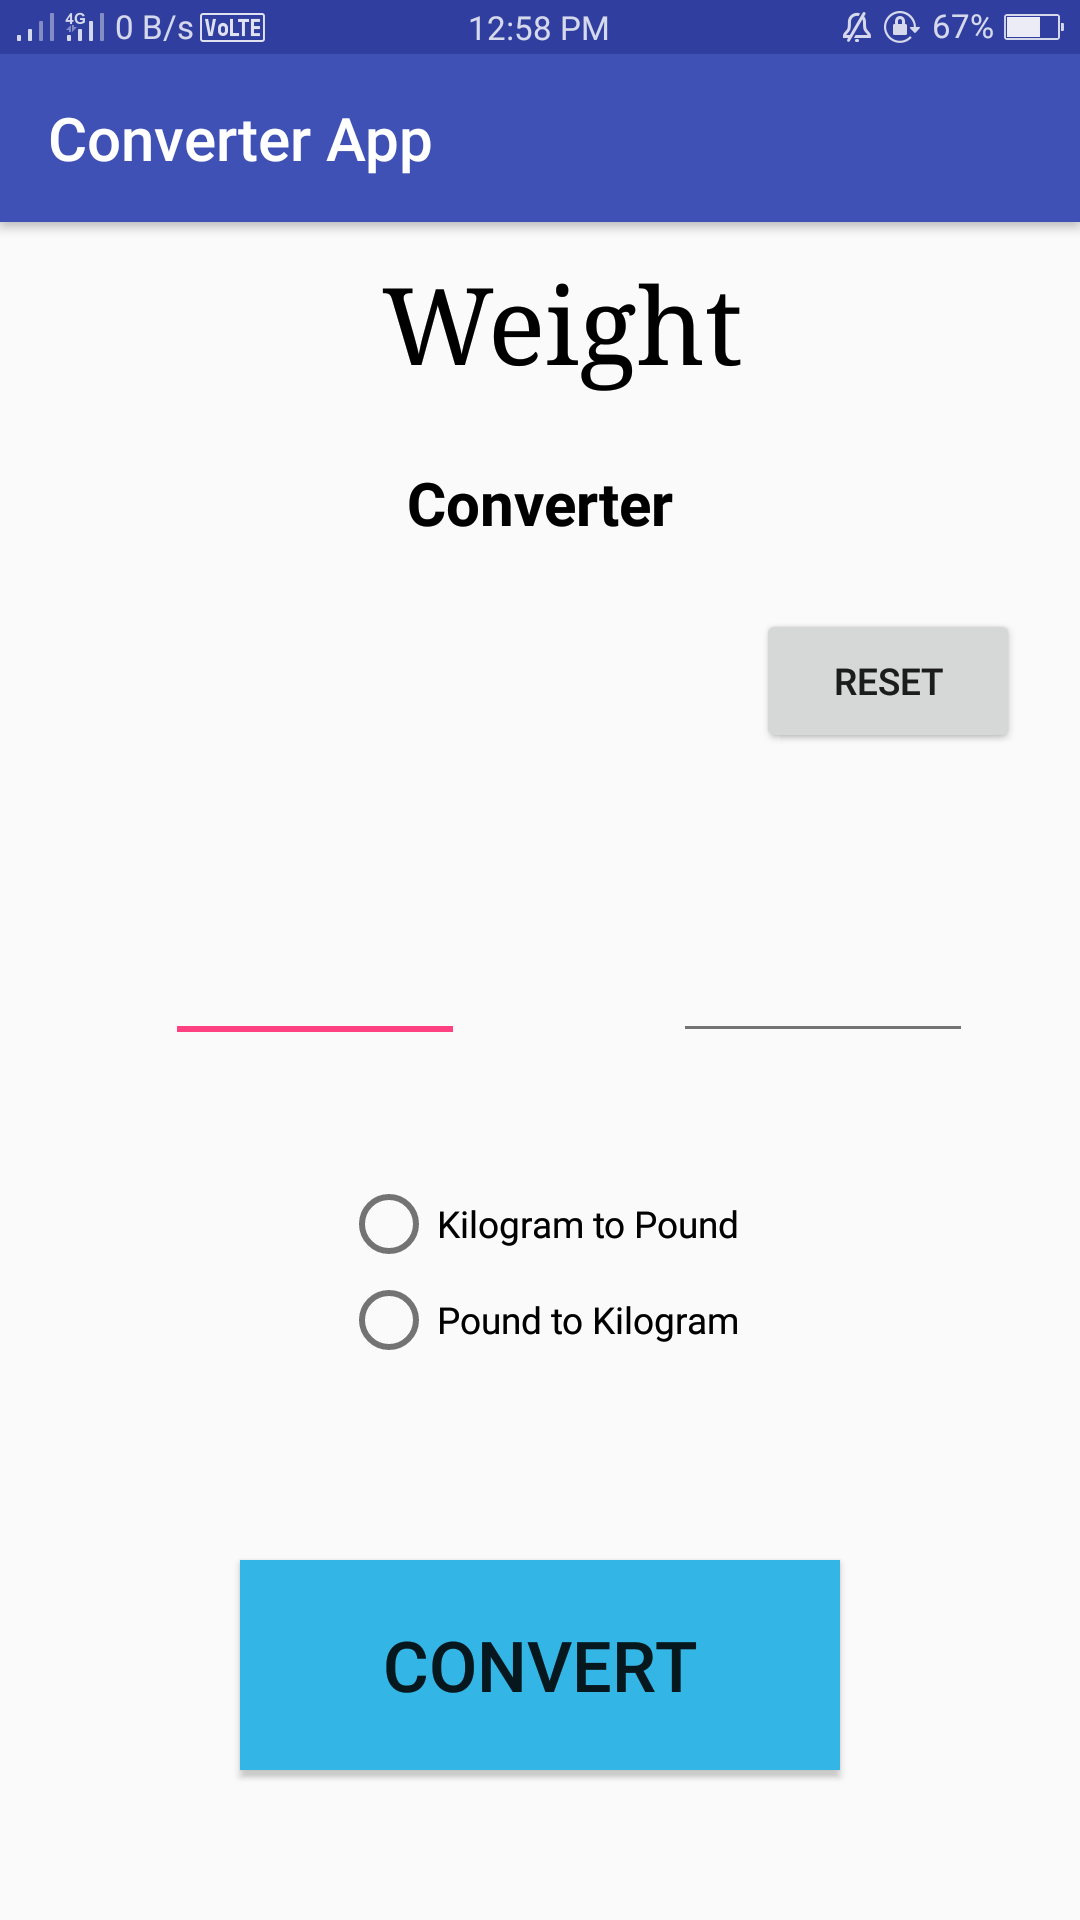 4G 0 B/s VoLTE 12:58 PM 67%
Converter App
Weight
Converter
RESET
Kilogram to Pound
Pound to Kilogram
CONVERT